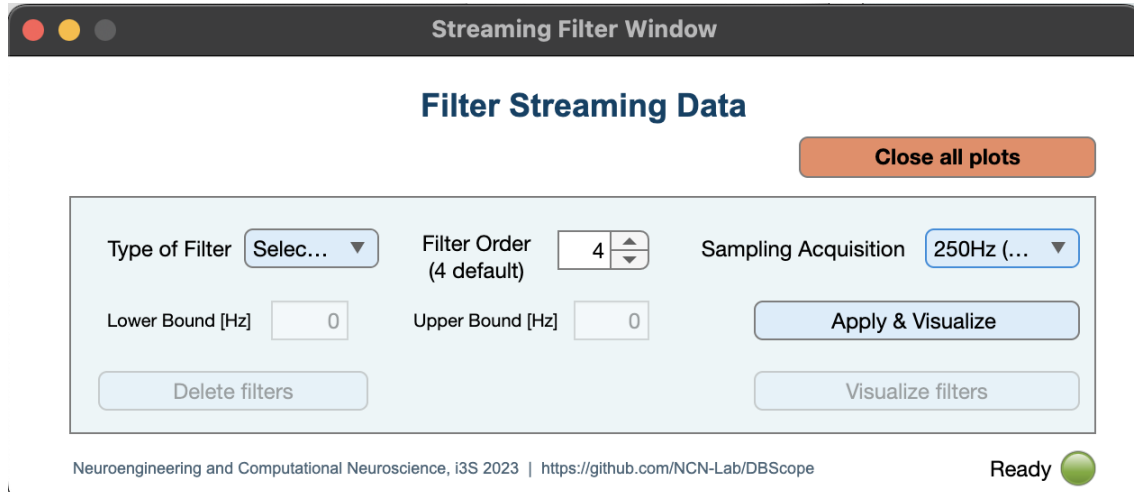 Streaming Filter Window
Filter Streaming Data
Close all plots
Type of Filter Selec... Filter Order (4 default) 4 Sampling Acquisition 250Hz (...
Lower Bound [Hz] 0 Upper Bound [Hz] 0 Apply & Visualize
Delete filters Visualize filters
Neuroengineering and Computational Neuroscience, i3S 2023 | https://github.com/NCN-Lab/DBScope Ready